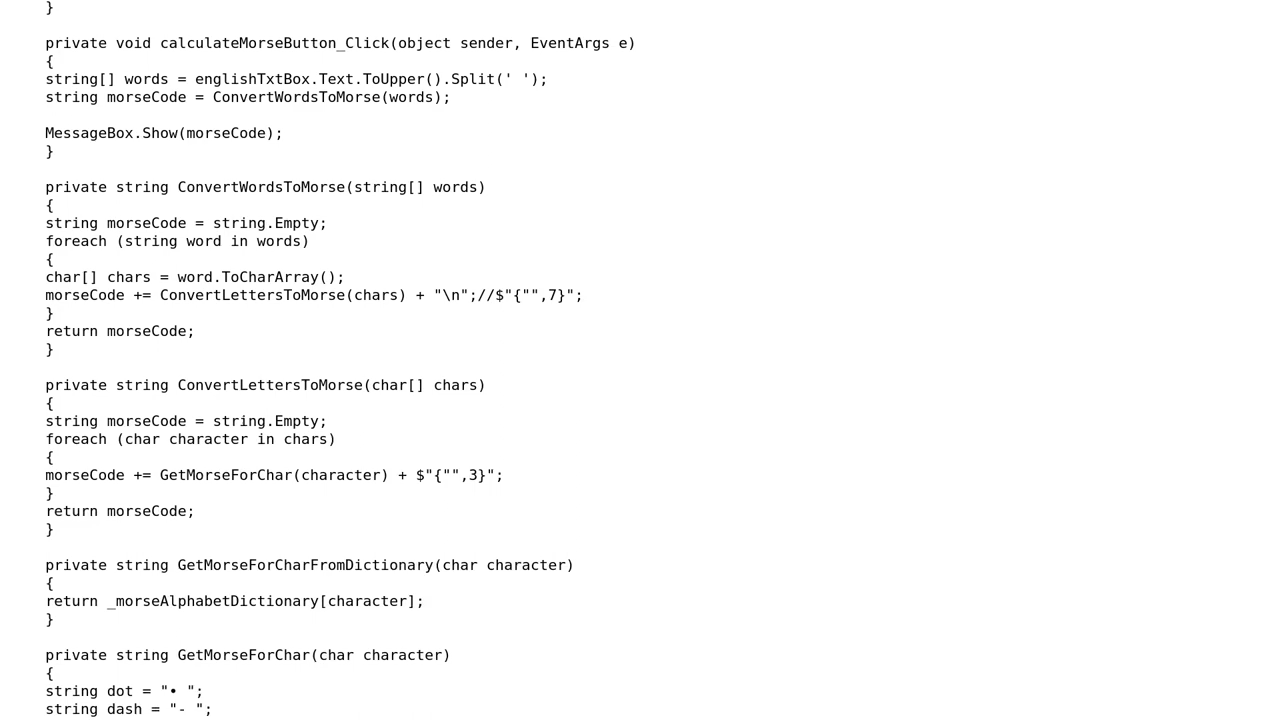 }
private void calculateMorseButton_Click(object sender, EventArgs e)
{
string[] words = englishTxtBox.Text.ToUpper().Split(' ');
string morseCode = ConvertWordsToMorse(words);
MessageBox.Show(morseCode);
}
private string ConvertWordsToMorse(string[] words)
{
string morseCode = string.Empty;
foreach (string word in words)
{
char[] chars = word.ToCharArray();
morseCode += ConvertLettersToMorse(chars) + "\n";//$"{"",7}";
}
return morseCode;
}
private string ConvertLettersToMorse(char[] chars)
{
string morseCode = string.Empty;
foreach (char character in chars)
{
morseCode += GetMorseForChar(character) + $"{"",3}";
}
return morseCode;
}
private string GetMorseForCharFromDictionary(char character)
{
return _morseAlphabetDictionary[character];
}
private string GetMorseForChar(char character)
{
string dot = "• ";
string dash = "- ";